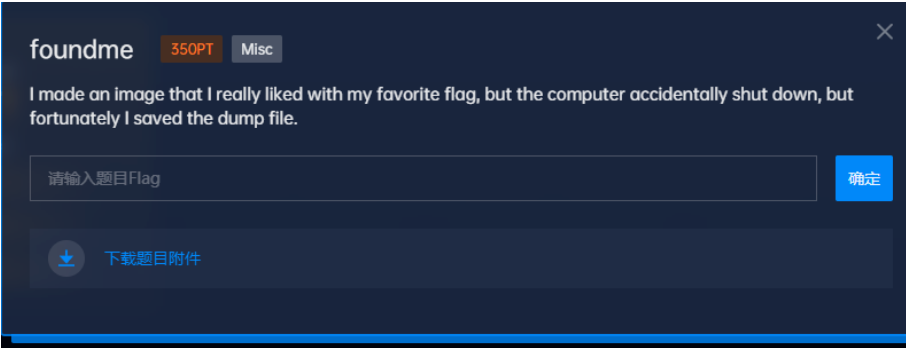 foundme 350PT Misc
I made an image that I really liked with my favorite flag, but the computer accidentally shut down, but
fortunately I saved the dump file.
请输入题目Flag 确定
下载题目附件